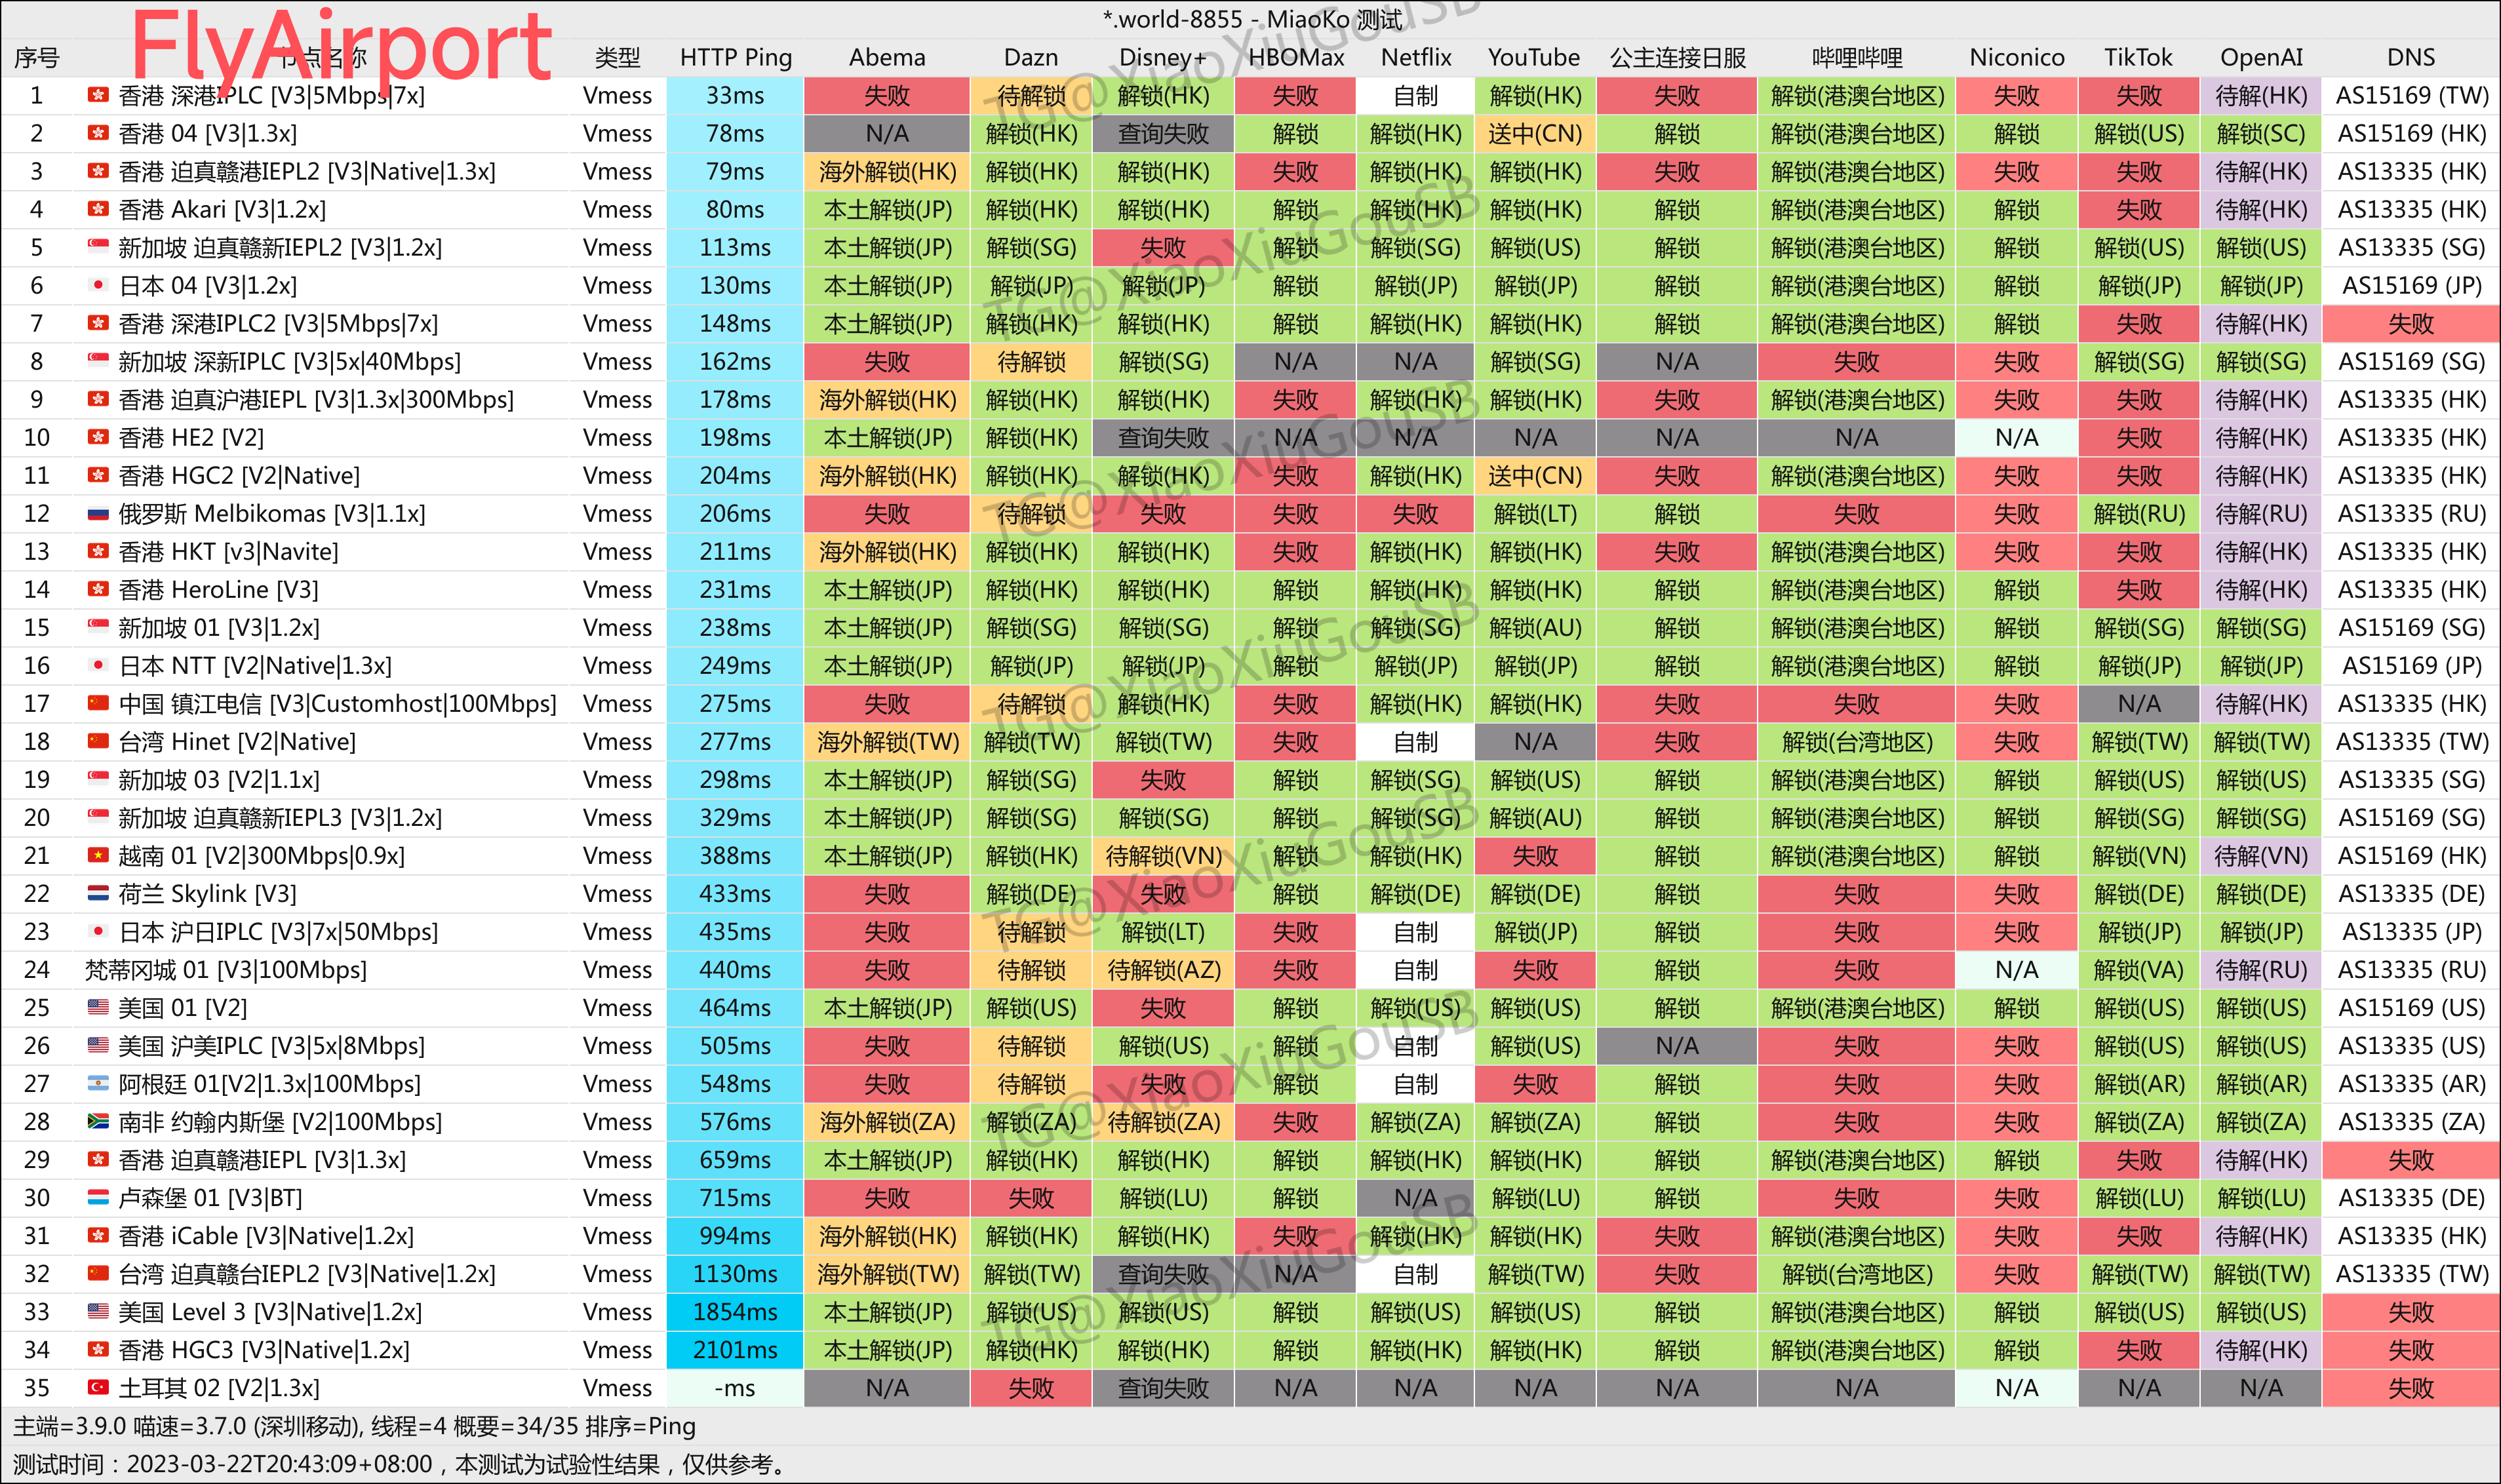 *.world-8855 - MiaoKo 测试
FlyAirport
序号 节点名称 类型 HTTP Ping Abema Dazn Disney+ HBOMax Netflix YouTube 公主连接日服 哔哩哔哩 Niconico TikTok OpenAI DNS
1 香港 深港IPLC [V3|5Mbps|7x] Vmess 33ms 失败 待解锁 解锁(HK) 失败 自制 解锁(HK) 失败 解锁(港澳台地区) 失败 失败 待解(HK) AS15169 (TW)
2 香港 04 [V3|1.3x] Vmess 78ms N/A 解锁(HK) 查询失败 解锁 解锁(HK) 送中(CN) 解锁 解锁(港澳台地区) 解锁 解锁(US) 解锁(SC) AS15169 (HK)
3 香港 迫真赣港IEPL2 [V3|Native|1.3x] Vmess 79ms 海外解锁(HK) 解锁(HK) 解锁(HK) 失败 解锁(HK) 解锁(HK) 失败 解锁(港澳台地区) 失败 失败 待解(HK) AS13335 (HK)
4 香港 Akari [V3|1.2x] Vmess 80ms 本土解锁(JP) 解锁(HK) 解锁(HK) 解锁 解锁(HK) 解锁(HK) 解锁 解锁(港澳台地区) 解锁 失败 待解(HK) AS13335 (HK)
5 新加坡 迫真赣新IEPL2 [V3|1.2x] Vmess 113ms 本土解锁(JP) 解锁(SG) 失败 解锁 解锁(SG) 解锁(US) 解锁 解锁(港澳台地区) 解锁 解锁(US) 解锁(US) AS13335 (SG)
6 日本 04 [V3|1.2x] Vmess 130ms 本土解锁(JP) 解锁(JP) 解锁(JP) 解锁 解锁(JP) 解锁(JP) 解锁 解锁(港澳台地区) 解锁 解锁(JP) 解锁(JP) AS15169 (JP)
7 香港 深港IPLC2 [V3|5Mbps|7x] Vmess 148ms 本土解锁(JP) 解锁(HK) 解锁(HK) 解锁 解锁(HK) 解锁(HK) 解锁 解锁(港澳台地区) 解锁 失败 待解(HK) 失败
8 新加坡 深新IPLC [V3|5x|40Mbps] Vmess 162ms 失败 待解锁 解锁(SG) N/A N/A 解锁(SG) N/A 失败 失败 解锁(SG) 解锁(SG) AS15169 (SG)
9 香港 迫真沪港IEPL [V3|1.3x|300Mbps] Vmess 178ms 海外解锁(HK) 解锁(HK) 解锁(HK) 失败 解锁(HK) 解锁(HK) 失败 解锁(港澳台地区) 失败 失败 待解(HK) AS13335 (HK)
10 香港 HE2 [V2] Vmess 198ms 本土解锁(JP) 解锁(HK) 查询失败 N/A N/A N/A N/A N/A N/A 失败 待解(HK) AS13335 (HK)
11 香港 HGC2 [V2|Native] Vmess 204ms 海外解锁(HK) 解锁(HK) 解锁(HK) 失败 解锁(HK) 送中(CN) 失败 解锁(港澳台地区) 失败 失败 待解(HK) AS13335 (HK)
12 俄罗斯 Melbikomas [V3|1.1x] Vmess 206ms 失败 待解锁 失败 失败 失败 解锁(LT) 解锁 失败 失败 解锁(RU) 待解(RU) AS13335 (RU)
13 香港 HKT [v3|Navite] Vmess 211ms 海外解锁(HK) 解锁(HK) 解锁(HK) 失败 解锁(HK) 解锁(HK) 失败 解锁(港澳台地区) 失败 失败 待解(HK) AS13335 (HK)
14 香港 HeroLine [V3] Vmess 231ms 本土解锁(JP) 解锁(HK) 解锁(HK) 解锁 解锁(HK) 解锁(HK) 解锁 解锁(港澳台地区) 解锁 失败 待解(HK) AS13335 (HK)
15 新加坡 01 [V3|1.2x] Vmess 238ms 本土解锁(JP) 解锁(SG) 解锁(SG) 解锁 解锁(SG) 解锁(AU) 解锁 解锁(港澳台地区) 解锁 解锁(SG) 解锁(SG) AS15169 (SG)
16 日本 NTT [V2|Native|1.3x] Vmess 249ms 本土解锁(JP) 解锁(JP) 解锁(JP) 解锁 解锁(JP) 解锁(JP) 解锁 解锁(港澳台地区) 解锁 解锁(JP) 解锁(JP) AS15169 (JP)
17 中国 镇江电信 [V3|Customhost|100Mbps] Vmess 275ms 失败 待解锁 解锁(HK) 失败 解锁(HK) 解锁(HK) 失败 失败 失败 N/A 待解(HK) AS13335 (HK)
18 台湾 Hinet [V2|Native] Vmess 277ms 海外解锁(TW) 解锁(TW) 解锁(TW) 失败 自制 N/A 失败 解锁(台湾地区) 失败 解锁(TW) 解锁(TW) AS13335 (TW)
19 新加坡 03 [V2|1.1x] Vmess 298ms 本土解锁(JP) 解锁(SG) 失败 解锁 解锁(SG) 解锁(US) 解锁 解锁(港澳台地区) 解锁 解锁(US) 解锁(US) AS13335 (SG)
20 新加坡 迫真赣新IEPL3 [V3|1.2x] Vmess 329ms 本土解锁(JP) 解锁(SG) 解锁(SG) 解锁 解锁(SG) 解锁(AU) 解锁 解锁(港澳台地区) 解锁 解锁(SG) 解锁(SG) AS15169 (SG)
21 越南 01 [V2|300Mbps|0.9x] Vmess 388ms 本土解锁(JP) 解锁(HK) 待解锁(VN) 解锁 解锁(HK) 失败 解锁 解锁(港澳台地区) 解锁 解锁(VN) 待解(VN) AS15169 (HK)
22 荷兰 Skylink [V3] Vmess 433ms 失败 解锁(DE) 失败 解锁 解锁(DE) 解锁(DE) 解锁 失败 失败 解锁(DE) 解锁(DE) AS13335 (DE)
23 日本 沪日IPLC [V3|7x|50Mbps] Vmess 435ms 失败 待解锁 解锁(LT) 失败 自制 解锁(JP) 解锁 失败 失败 解锁(JP) 解锁(JP) AS13335 (JP)
24 梵蒂冈城 01 [V3|100Mbps] Vmess 440ms 失败 待解锁 待解锁(AZ) 失败 自制 失败 解锁 失败 N/A 解锁(VA) 待解(RU) AS13335 (RU)
25 美国 01 [V2] Vmess 464ms 本土解锁(JP) 解锁(US) 失败 解锁 解锁(US) 解锁(US) 解锁 解锁(港澳台地区) 解锁 解锁(US) 解锁(US) AS15169 (US)
26 美国 沪美IPLC [V3|5x|8Mbps] Vmess 505ms 失败 待解锁 解锁(US) 解锁 自制 解锁(US) N/A 失败 失败 解锁(US) 解锁(US) AS13335 (US)
27 阿根廷 01[V2|1.3x|100Mbps] Vmess 548ms 失败 待解锁 失败 解锁 自制 失败 解锁 失败 失败 解锁(AR) 解锁(AR) AS13335 (AR)
28 南非 约翰内斯堡 [V2|100Mbps] Vmess 576ms 海外解锁(ZA) 解锁(ZA) 待解锁(ZA) 失败 解锁(ZA) 解锁(ZA) 解锁 失败 失败 解锁(ZA) 解锁(ZA) AS13335 (ZA)
29 香港 迫真赣港IEPL [V3|1.3x] Vmess 659ms 本土解锁(JP) 解锁(HK) 解锁(HK) 解锁 解锁(HK) 解锁(HK) 解锁 解锁(港澳台地区) 解锁 失败 待解(HK) 失败
30 卢森堡 01 [V3|BT] Vmess 715ms 失败 失败 解锁(LU) 解锁 N/A 解锁(LU) 解锁 失败 失败 解锁(LU) 解锁(LU) AS13335 (DE)
31 香港 iCable [V3|Native|1.2x] Vmess 994ms 海外解锁(HK) 解锁(HK) 解锁(HK) 失败 解锁(HK) 解锁(HK) 失败 解锁(港澳台地区) 失败 失败 待解(HK) AS13335 (HK)
32 台湾 迫真赣台IEPL2 [V3|Native|1.2x] Vmess 1130ms 海外解锁(TW) 解锁(TW) 查询失败 N/A 自制 解锁(TW) 失败 解锁(台湾地区) 失败 解锁(TW) 解锁(TW) AS13335 (TW)
33 美国 Level 3 [V3|Native|1.2x] Vmess 1854ms 本土解锁(JP) 解锁(US) 解锁(US) 解锁 解锁(US) 解锁(US) 解锁 解锁(港澳台地区) 解锁 解锁(US) 解锁(US) 失败
34 香港 HGC3 [V3|Native|1.2x] Vmess 2101ms 本土解锁(JP) 解锁(HK) 解锁(HK) 解锁 解锁(HK) 解锁(HK) 解锁 解锁(港澳台地区) 解锁 失败 待解(HK) 失败
35 土耳其 02 [V2|1.3x] Vmess -ms N/A 失败 查询失败 N/A N/A N/A N/A N/A N/A N/A N/A 失败
主端=3.9.0 喵速=3.7.0 (深圳移动), 线程=4 概要=34/35 排序=Ping
测试时间：2023-03-22T20:43:09+08:00，本测试为试验性结果，仅供参考。
TG@XiaoXiuGouSB
TG@XiaoXiuGouSB
TG@XiaoXiuGouSB
TG@XiaoXiuGouSB
TG@XiaoXiuGouSB
TG@XiaoXiuGouSB
TG@XiaoXiuGouSB